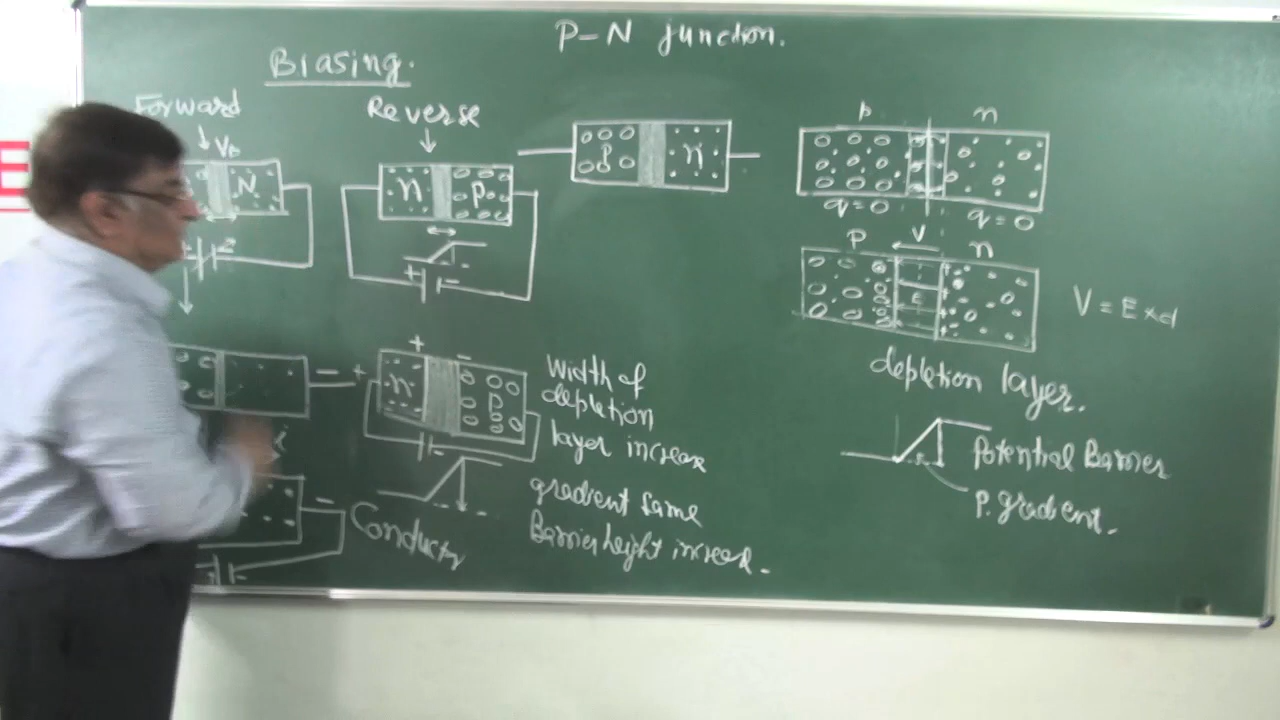 P-N junction.
Biasing.
Forward
VB
N
Reverse
n p
+ -
p n
p n
q=0 q=0
V
p n
E
V = E × d
depletion layer.
Potential Barrier
P. gradient.
-
+ -
+
n p
Width of
depletion
layer increase
gradient same
Barrier height increase.
-
Conducts
E